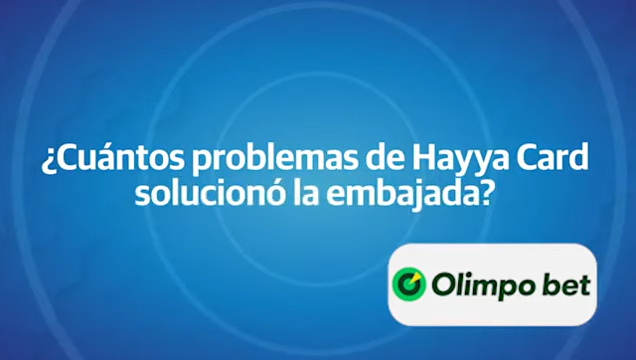 ¿Cuántos problemas de Hayya Card
solucionó la embajada?
Olimpo bet